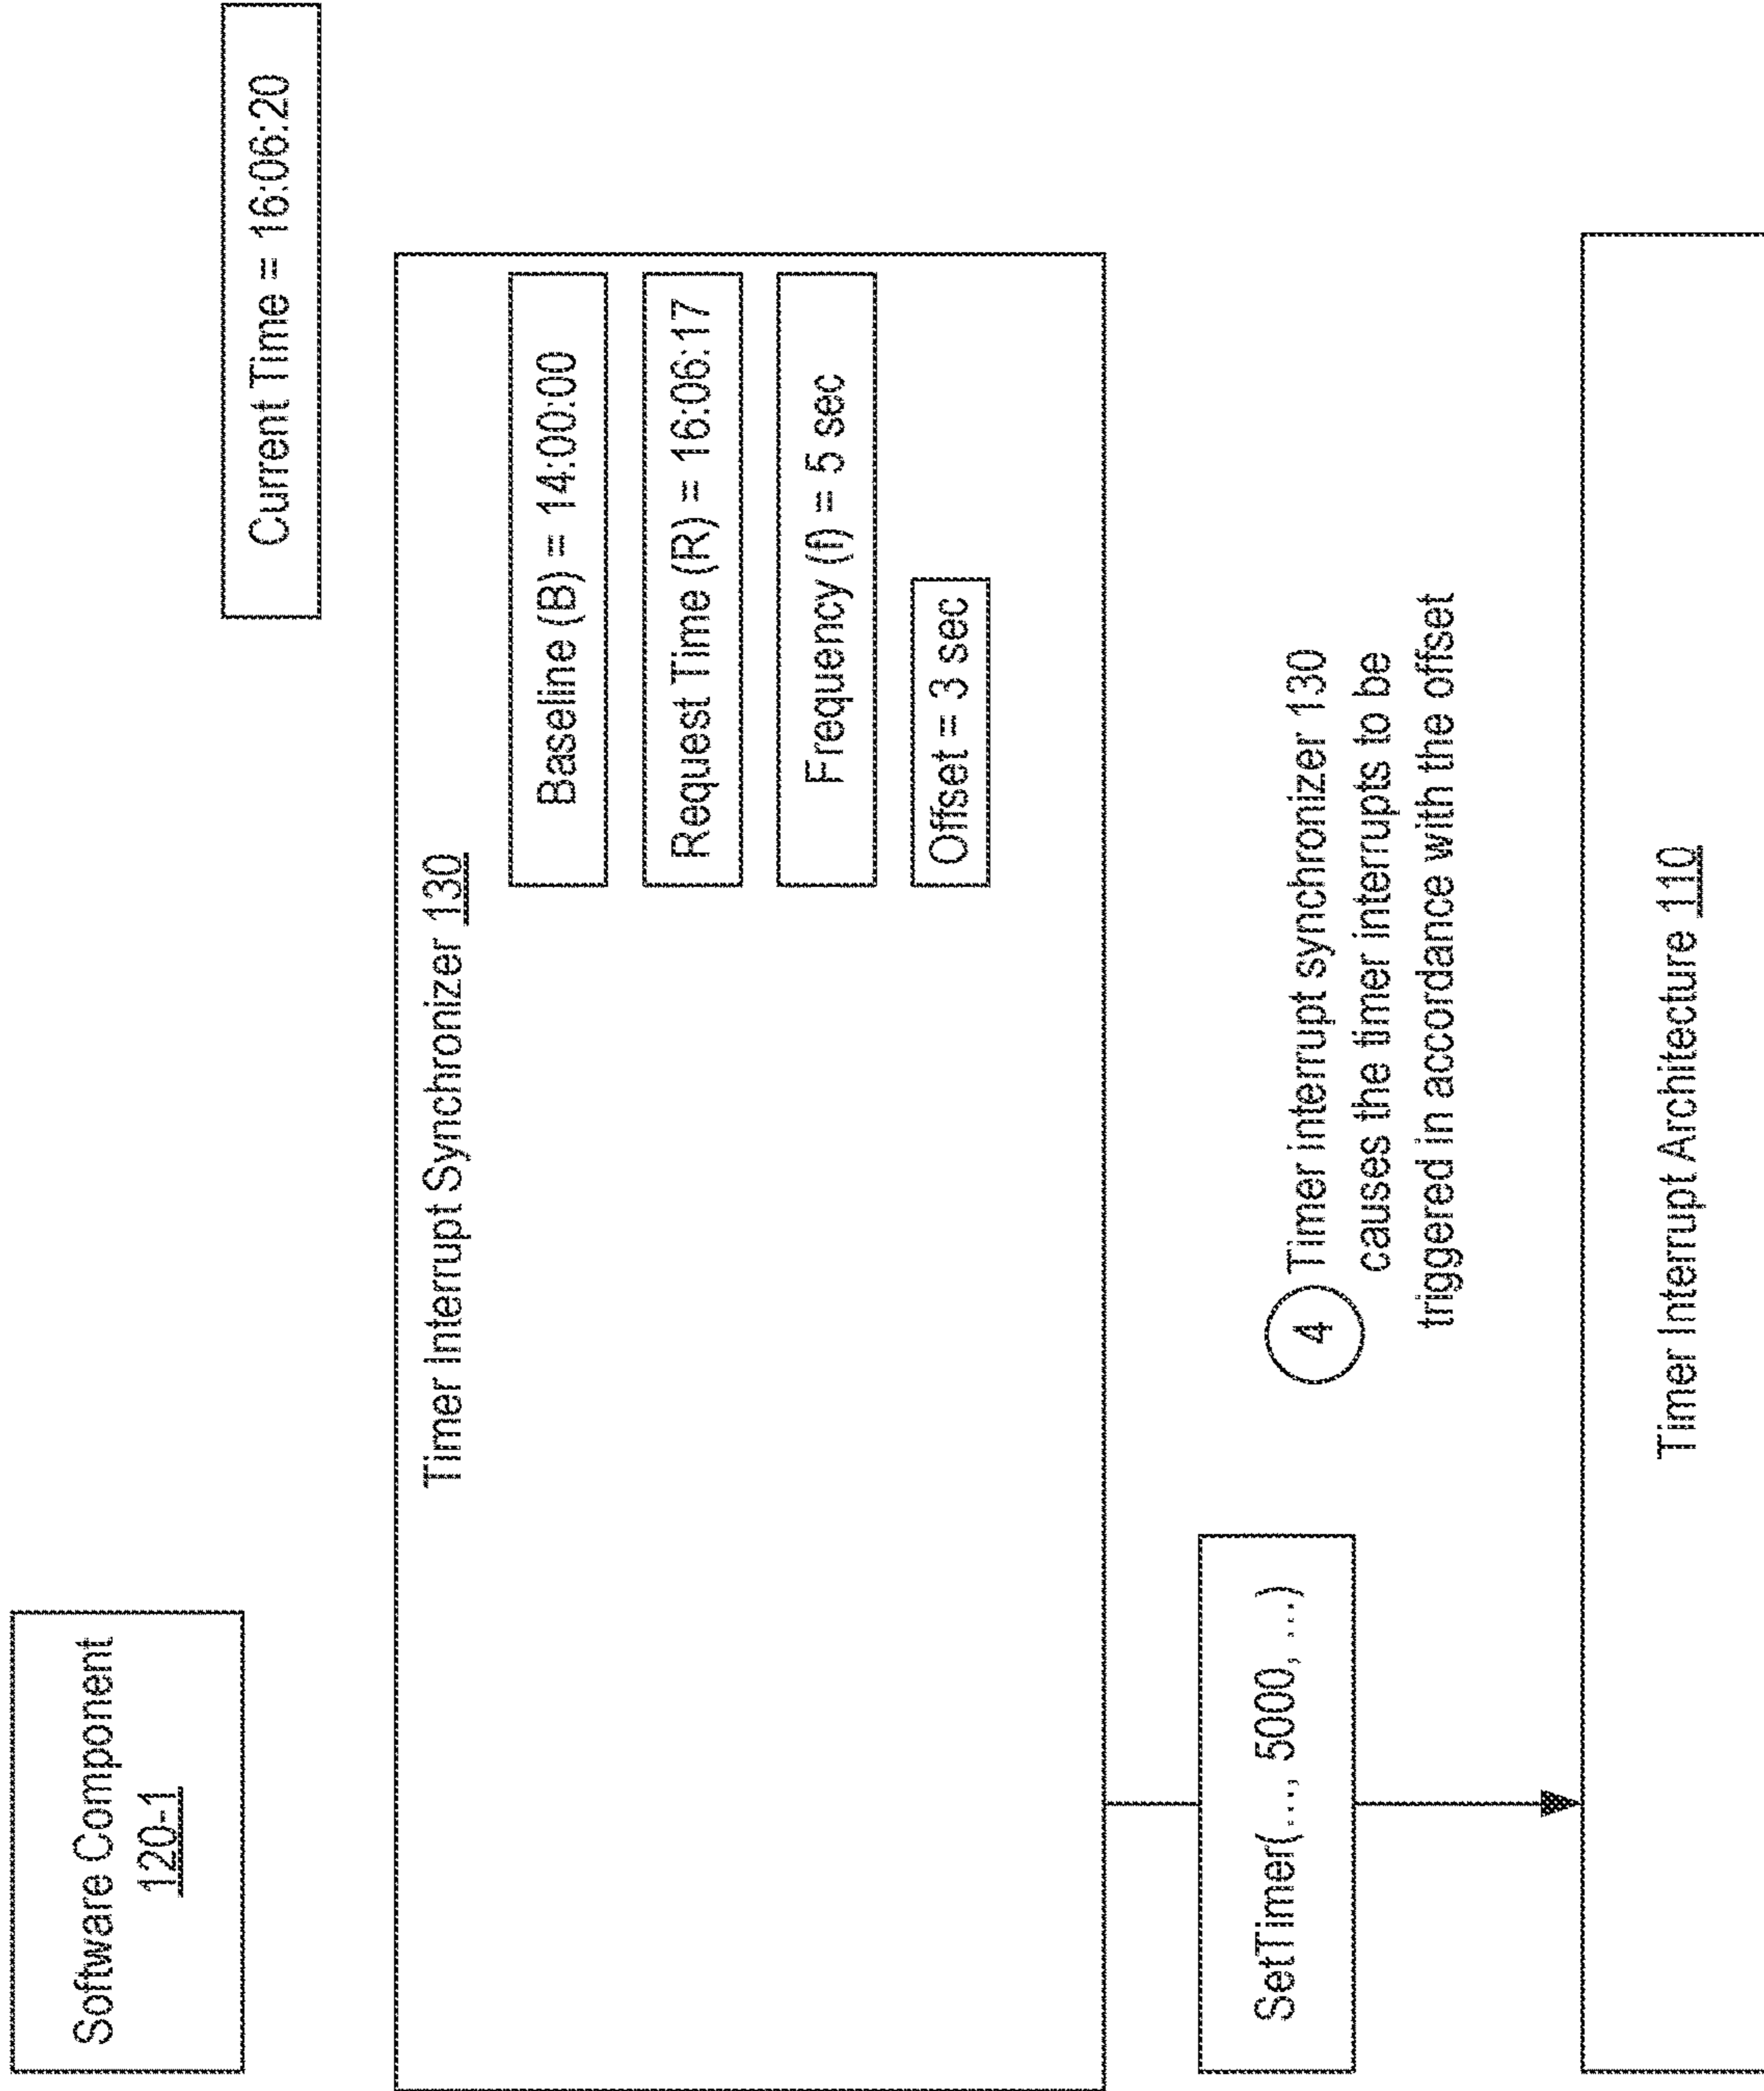 Software Component
120-1
Current Time = 16:06:20
Timer Interrupt Synchronizer 130
Baseline (B) = 14:00:00
Request Time (R) = 16:06:17
Frequency (f) = 5 sec
Offset = 3 sec
SetTimer(..., 5000, ...)
4 Timer interrupt synchronizer 130
causes the timer interrupts to be
triggered in accordance with the offset
Timer Interrupt Architecture 110